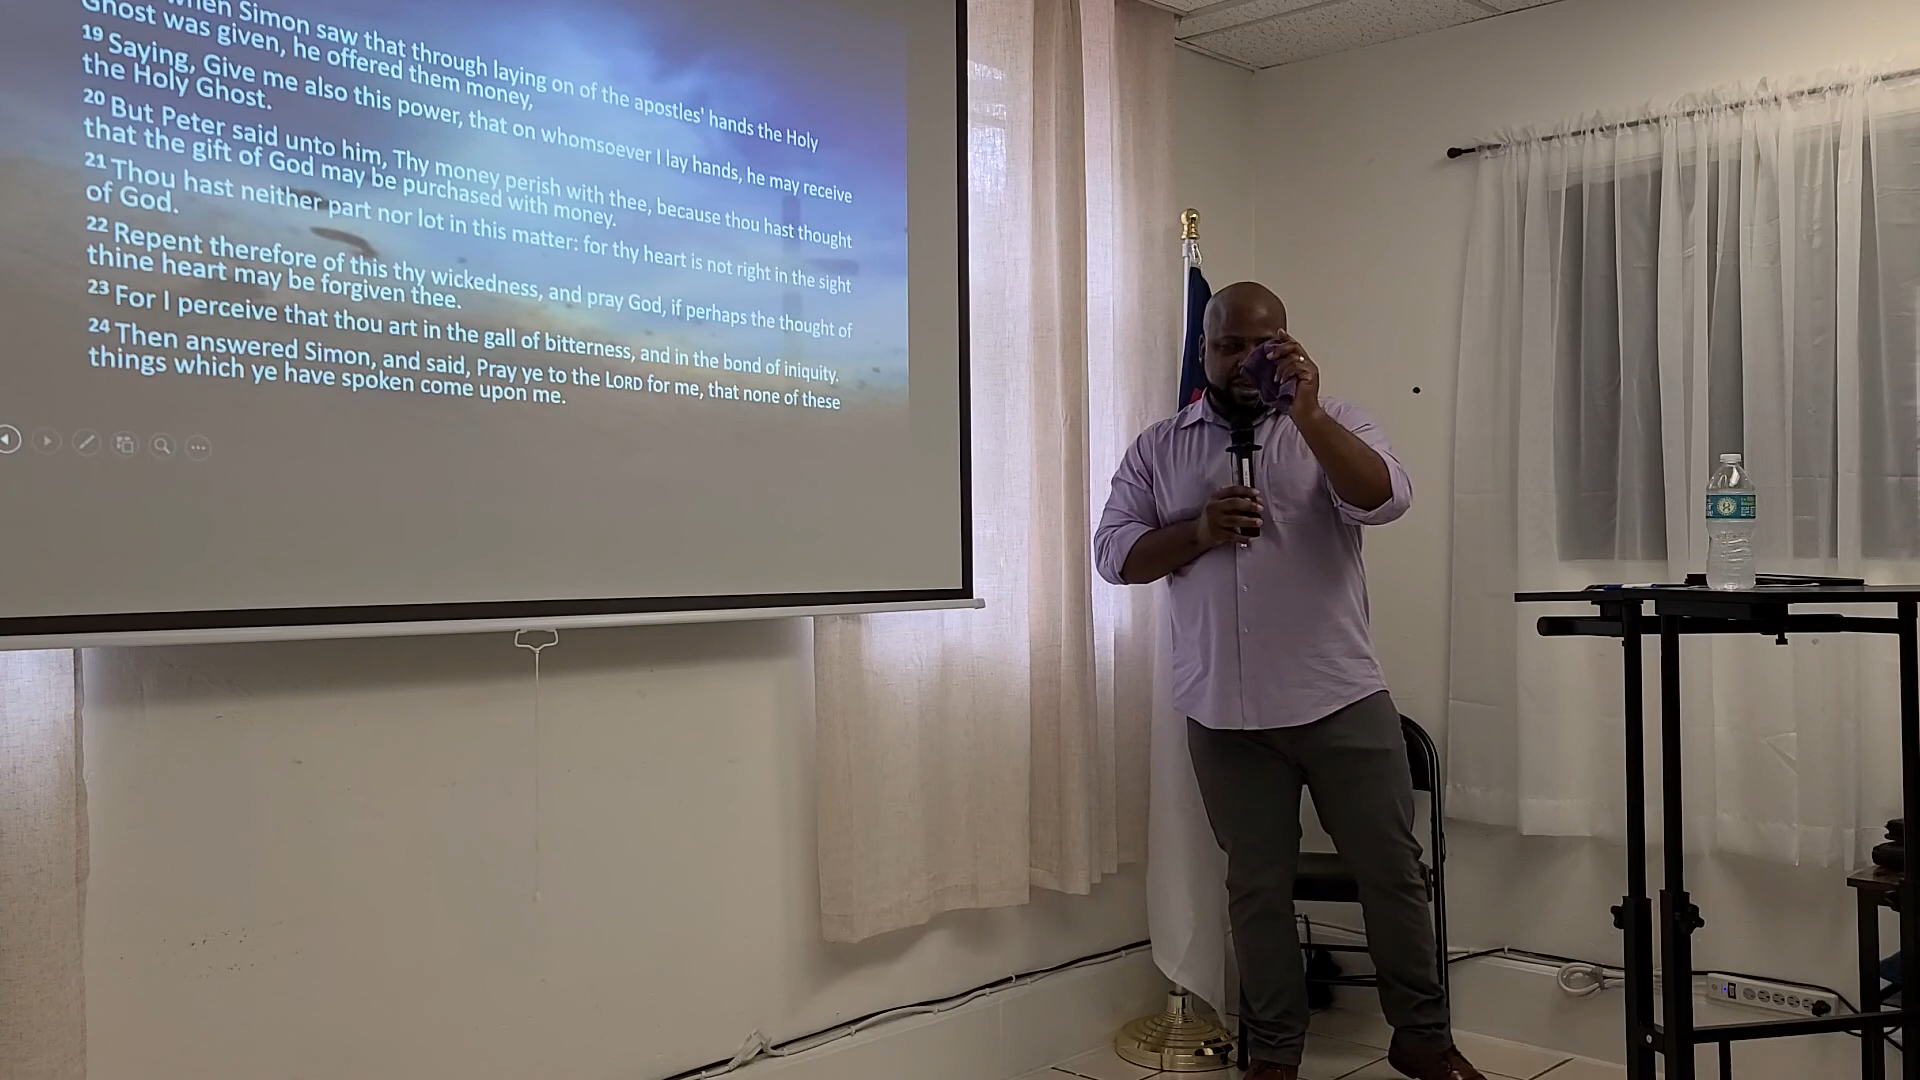 when Simon saw that through laying on of the apostles' hands the Holy
Ghost was given, he offered them money,
19 Saying, Give me also this power, that on whomsoever I lay hands, he may receive
the Holy Ghost.
20 But Peter said unto him, Thy money perish with thee, because thou hast thought
that the gift of God may be purchased with money.
21 Thou hast neither part nor lot in this matter: for thy heart is not right in the sight
of God.
22 Repent therefore of this thy wickedness, and pray God, if perhaps the thought of
thine heart may be forgiven thee.
23 For I perceive that thou art in the gall of bitterness, and in the bond of iniquity.
24 Then answered Simon, and said, Pray ye to the LORD for me, that none of these
things which ye have spoken come upon me.